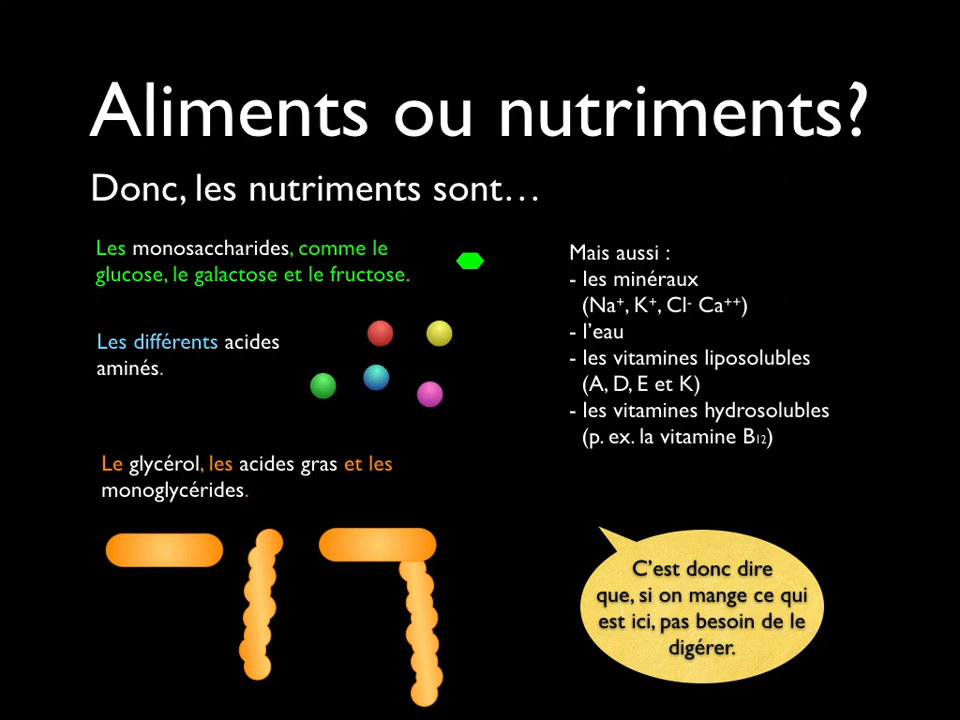 Aliments ou nutriments?
Donc, les nutriments sont…
Les monosaccharides, comme le
glucose, le galactose et le fructose.
Les différents acides
aminés.
Le glycérol, les acides gras et les
monoglycérides.
Mais aussi :
- les minéraux
(Na⁺, K⁺, Cl⁻ Ca⁺⁺)
- l’eau
- les vitamines liposolubles
(A, D, E et K)
- les vitamines hydrosolubles
(p. ex. la vitamine B₁₂)
C’est donc dire
que, si on mange ce qui
est ici, pas besoin de le
digérer.